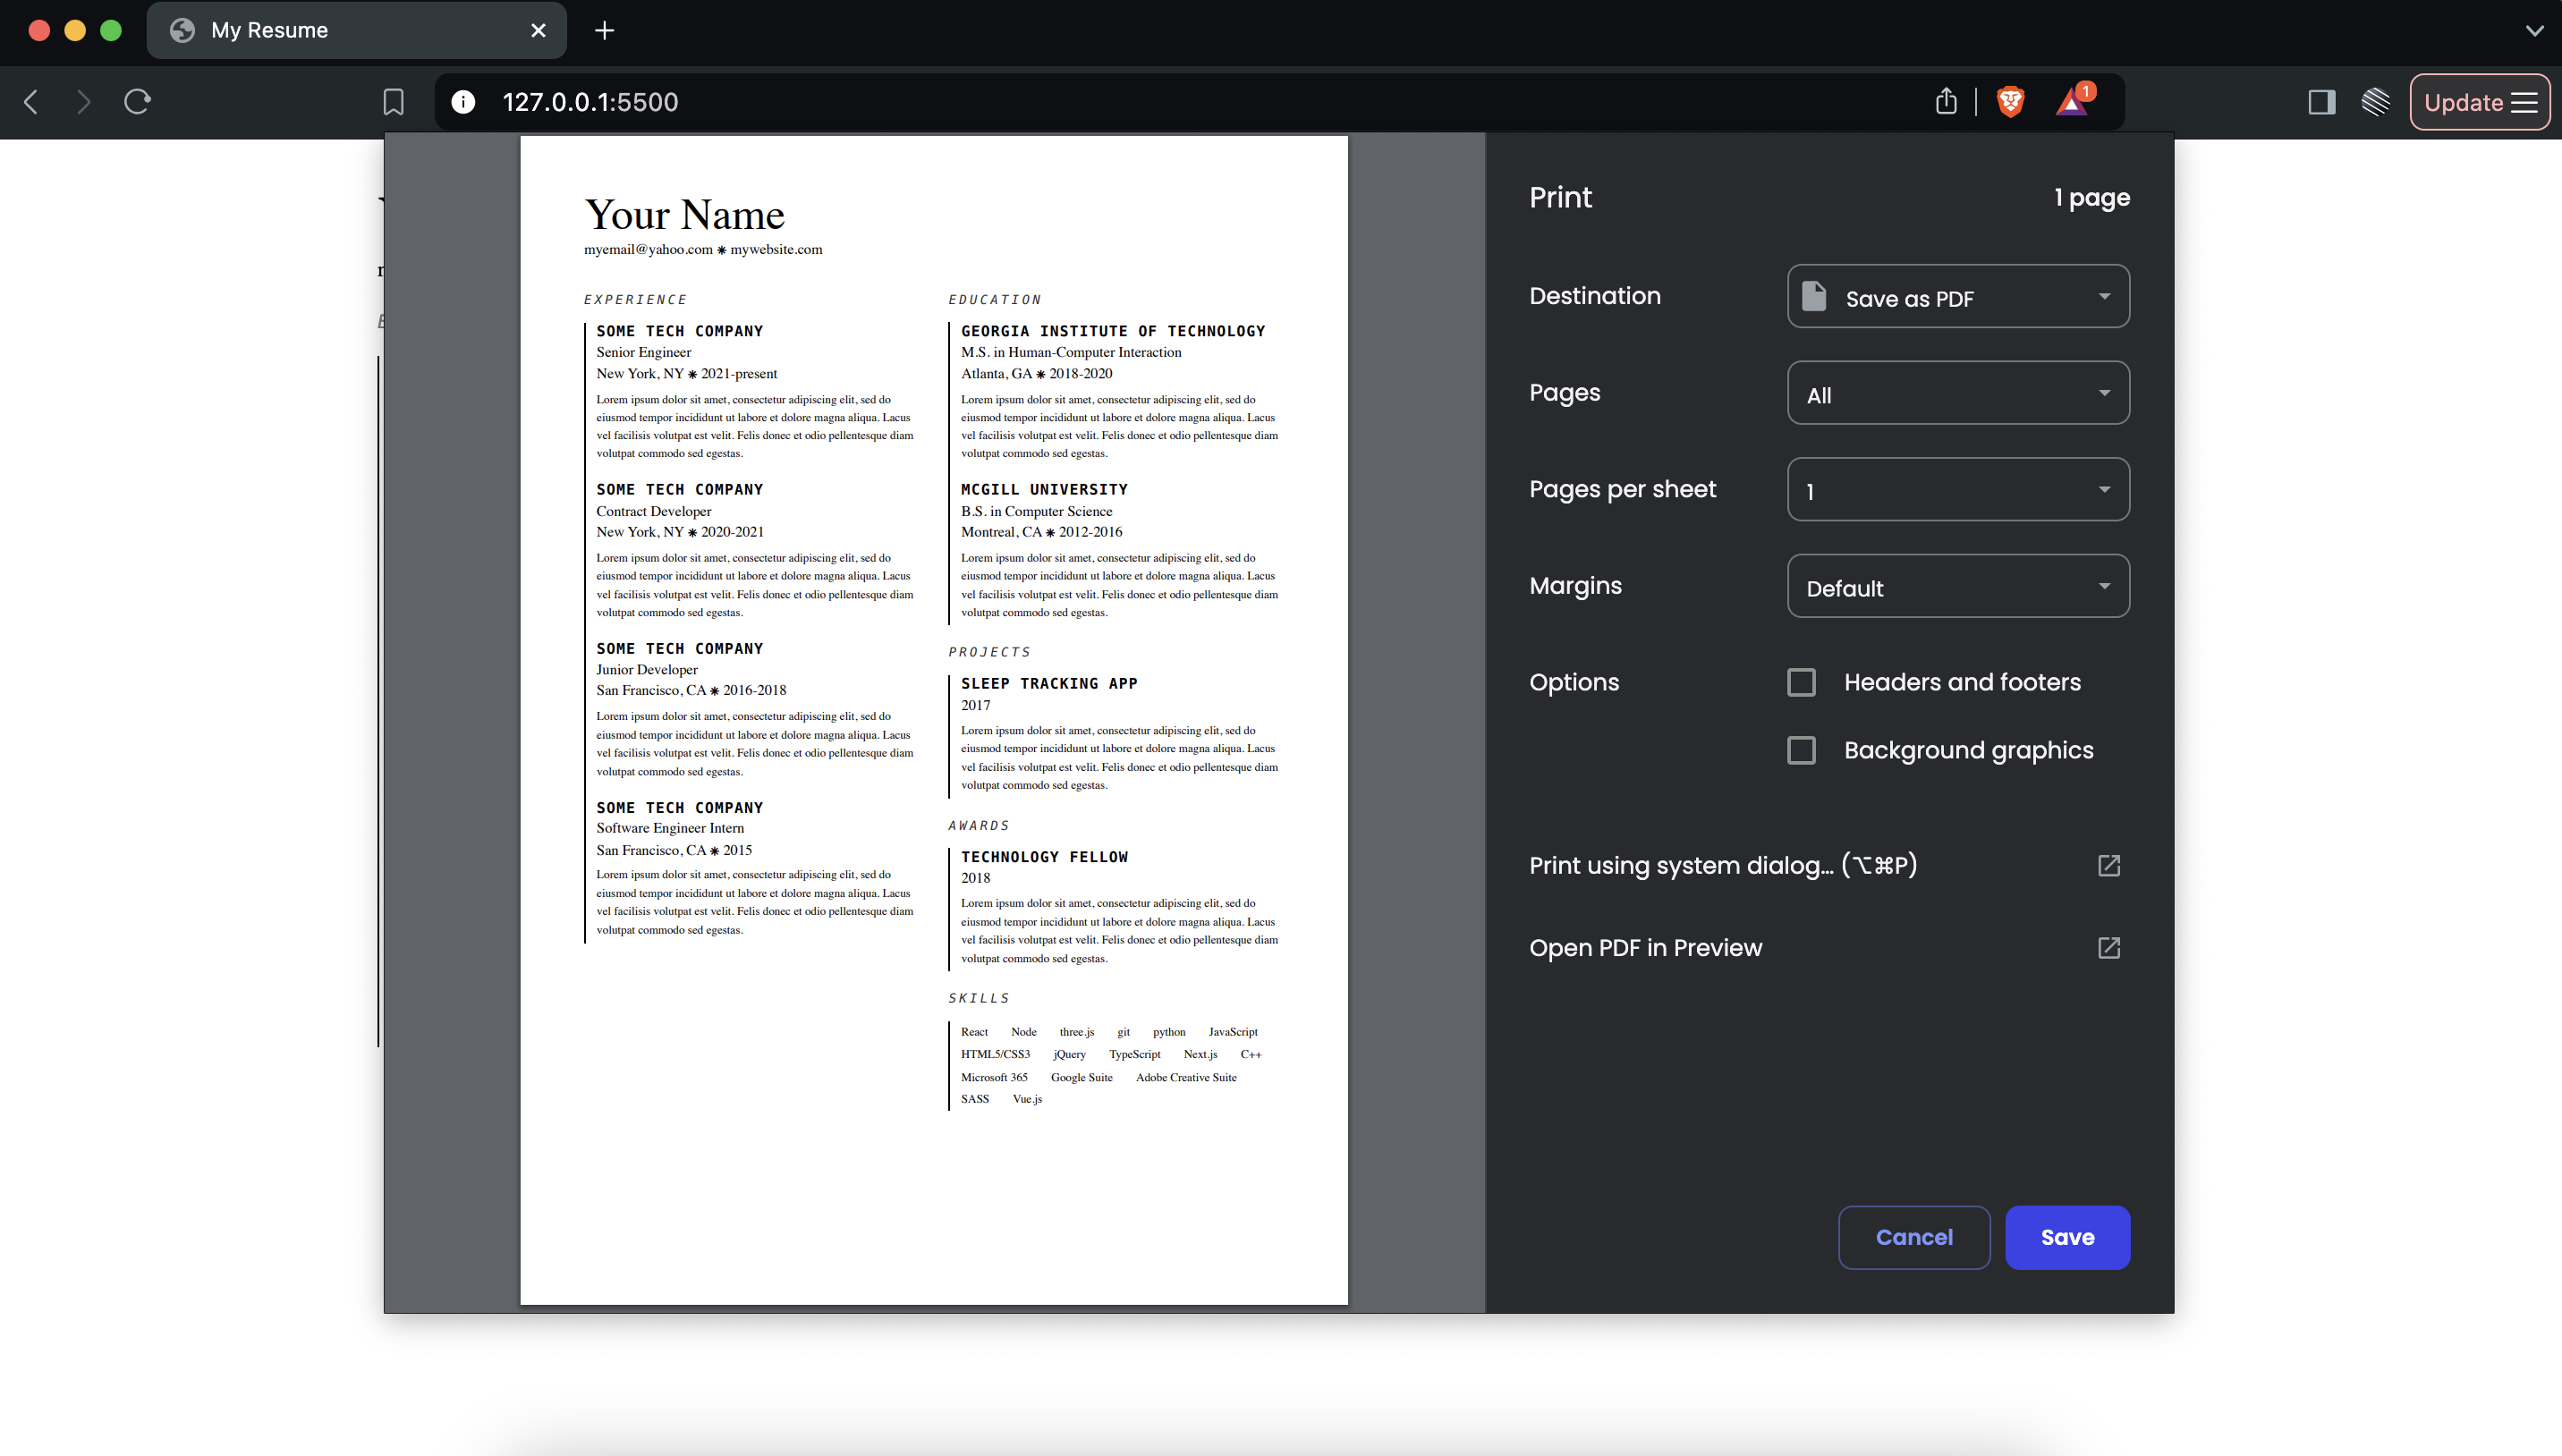 My Resume
127.0.0.1:5500
1
Update
Your Name
myemail@yahoo.com ⁕ mywebsite.com
EXPERIENCE
SOME TECH COMPANY
Senior Engineer
New York, NY ⁕ 2021-present
Lorem ipsum dolor sit amet, consectetur adipiscing elit, sed do
eiusmod tempor incididunt ut labore et dolore magna aliqua. Lacus
vel facilisis volutpat est velit. Felis donec et odio pellentesque diam
volutpat commodo sed egestas.
SOME TECH COMPANY
Contract Developer
New York, NY ⁕ 2020-2021
Lorem ipsum dolor sit amet, consectetur adipiscing elit, sed do
eiusmod tempor incididunt ut labore et dolore magna aliqua. Lacus
vel facilisis volutpat est velit. Felis donec et odio pellentesque diam
volutpat commodo sed egestas.
SOME TECH COMPANY
Junior Developer
San Francisco, CA ⁕ 2016-2018
Lorem ipsum dolor sit amet, consectetur adipiscing elit, sed do
eiusmod tempor incididunt ut labore et dolore magna aliqua. Lacus
vel facilisis volutpat est velit. Felis donec et odio pellentesque diam
volutpat commodo sed egestas.
SOME TECH COMPANY
Software Engineer Intern
San Francisco, CA ⁕ 2015
Lorem ipsum dolor sit amet, consectetur adipiscing elit, sed do
eiusmod tempor incididunt ut labore et dolore magna aliqua. Lacus
vel facilisis volutpat est velit. Felis donec et odio pellentesque diam
volutpat commodo sed egestas.
EDUCATION
GEORGIA INSTITUTE OF TECHNOLOGY
M.S. in Human-Computer Interaction
Atlanta, GA ⁕ 2018-2020
Lorem ipsum dolor sit amet, consectetur adipiscing elit, sed do
eiusmod tempor incididunt ut labore et dolore magna aliqua. Lacus
vel facilisis volutpat est velit. Felis donec et odio pellentesque diam
volutpat commodo sed egestas.
MCGILL UNIVERSITY
B.S. in Computer Science
Montreal, CA ⁕ 2012-2016
Lorem ipsum dolor sit amet, consectetur adipiscing elit, sed do
eiusmod tempor incididunt ut labore et dolore magna aliqua. Lacus
vel facilisis volutpat est velit. Felis donec et odio pellentesque diam
volutpat commodo sed egestas.
PROJECTS
SLEEP TRACKING APP
2017
Lorem ipsum dolor sit amet, consectetur adipiscing elit, sed do
eiusmod tempor incididunt ut labore et dolore magna aliqua. Lacus
vel facilisis volutpat est velit. Felis donec et odio pellentesque diam
volutpat commodo sed egestas.
AWARDS
TECHNOLOGY FELLOW
2018
Lorem ipsum dolor sit amet, consectetur adipiscing elit, sed do
eiusmod tempor incididunt ut labore et dolore magna aliqua. Lacus
vel facilisis volutpat est velit. Felis donec et odio pellentesque diam
volutpat commodo sed egestas.
SKILLS
React Node three.js git python JavaScript
HTML5/CSS3 jQuery TypeScript Next.js C++
Microsoft 365 Google Suite Adobe Creative Suite
SASS Vue.js
Print 1 page
Destination Save as PDF
Pages All
Pages per sheet 1
Margins Default
Options Headers and footers
Background graphics
Print using system dialog... (⌥⌘P)
Open PDF in Preview
Cancel Save